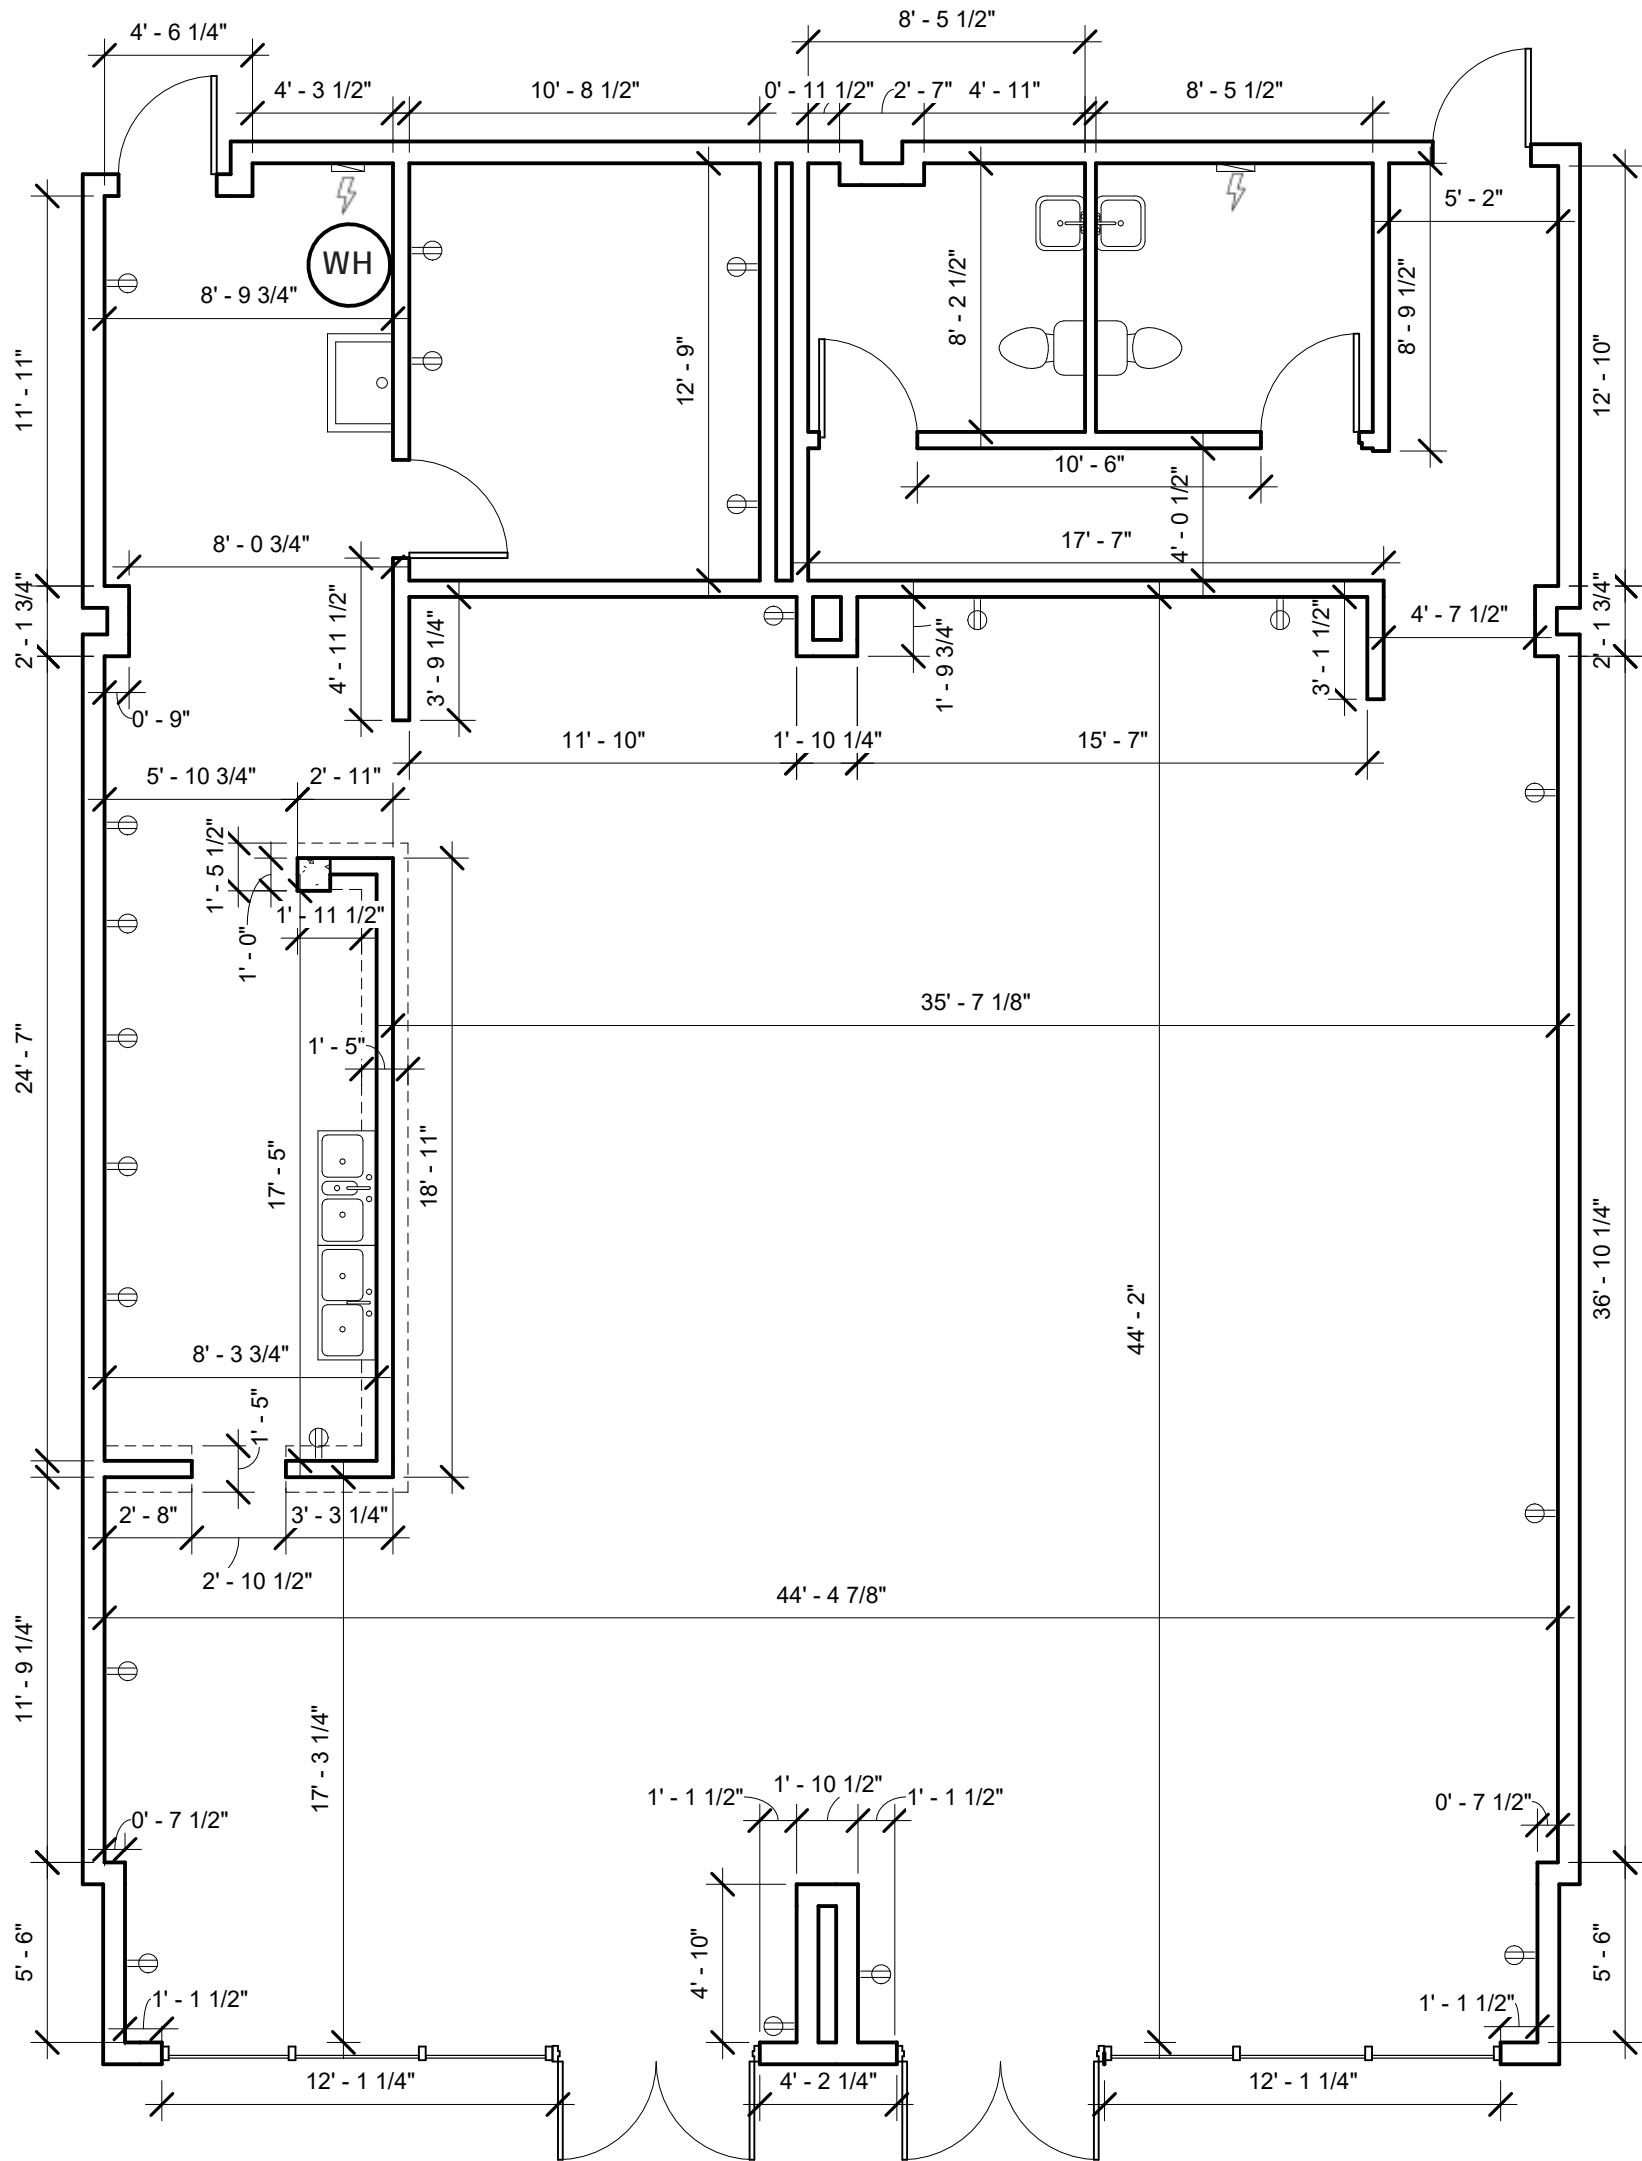 8' - 5 1/2"
4' - 6 1/4"
4' - 3 1/2"
10' - 8 1/2"
0' - 11 1/2"
2' - 7"
4' - 11"
8' - 5 1/2"
5' - 2"
WH
8' - 9 3/4"
8' - 2 1/2"
8' - 9 1/2"
11' - 11"
12' - 9"
12' - 10"
10' - 6"
4' - 0 1/2"
8' - 0 3/4"
17' - 7"
2' - 1 3/4"
4' - 11 1/2"
3' - 9 1/4"
1' - 9 3/4"
3' - 1 1/2"
4' - 7 1/2"
2' - 1 3/4"
0' - 9"
11' - 10"
1' - 10 1/4"
15' - 7"
5' - 10 3/4"
2' - 11"
1' - 5 1/2"
1' - 11 1/2"
1' - 0"
35' - 7 1/8"
24' - 7"
1' - 5"
17' - 5"
18' - 11"
44' - 2"
36' - 10 1/4"
8' - 3 3/4"
1' - 5"
2' - 8"
3' - 3 1/4"
2' - 10 1/2"
44' - 4 7/8"
11' - 9 1/4"
17' - 3 1/4"
1' - 1 1/2"
1' - 10 1/2"
1' - 1 1/2"
0' - 7 1/2"
0' - 7 1/2"
5' - 6"
4' - 10"
5' - 6"
1' - 1 1/2"
1' - 1 1/2"
12' - 1 1/4"
4' - 2 1/4"
12' - 1 1/4"